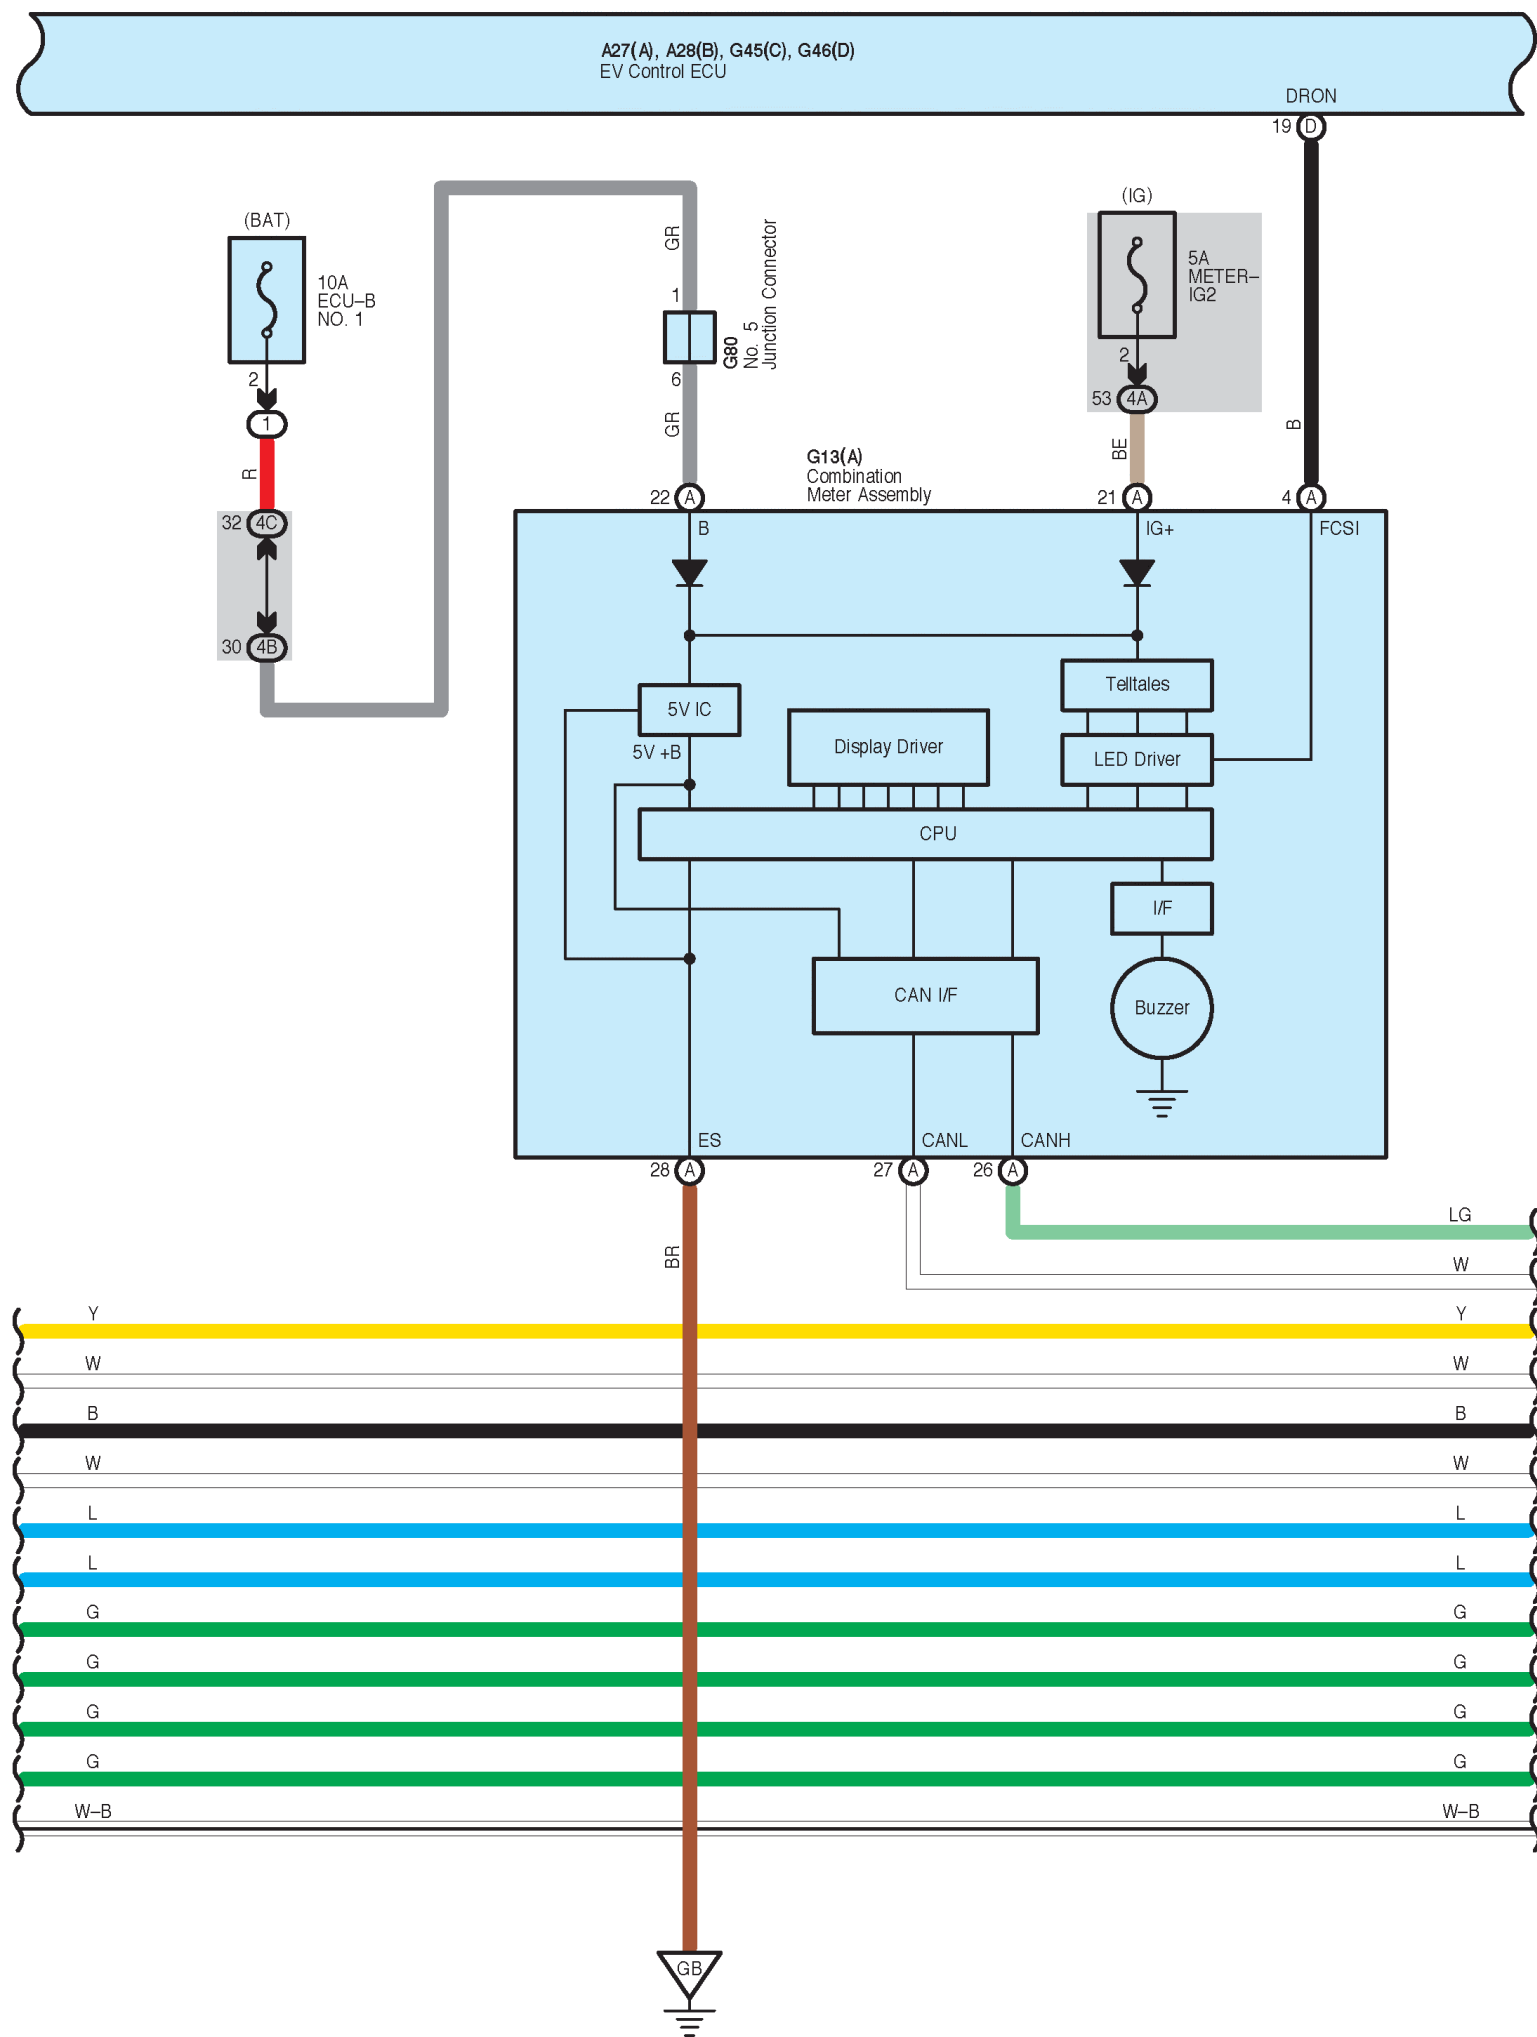 A27(A), A28(B), G45(C), G46(D)
EV Control ECU
DRON
19 D
(BAT)
10A
ECU–B
NO. 1
2
1
R
32 4C
30 4B
GR
1
G80
No. 5
Junction Connector
6
GR
(IG)
5A
METER–
IG2
2
53 4A
BE
B
G13(A)
Combination
Meter Assembly
22 A
21 A
4 A
B
IG+
FCSI
Telltales
5V IC
5V +B
Display Driver
LED Driver
CPU
I/F
CAN I/F
Buzzer
ES
CANL
CANH
28 A
27 A
26 A
BR
LG
W
Y
Y
W
W
B
B
W
W
L
L
L
L
G
G
G
G
G
G
G
G
W–B
W–B
GB